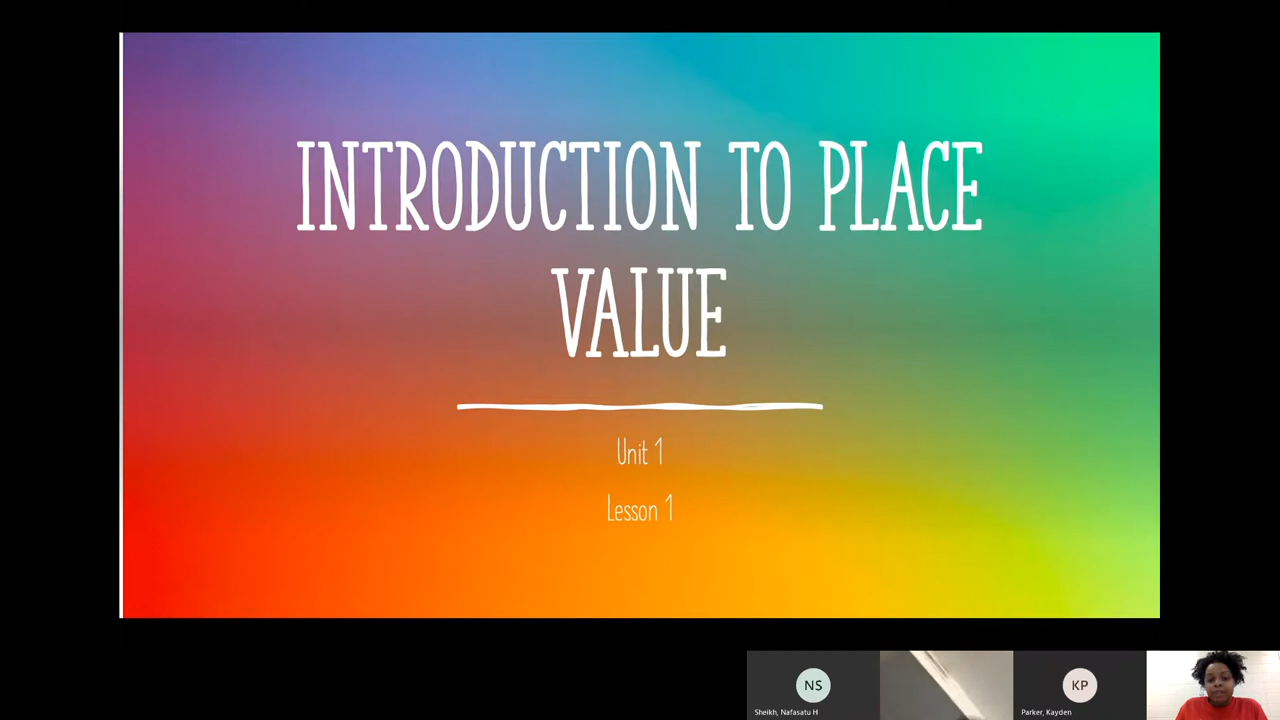 INTRODUCTION TO PLACE
VALUE
Unit 1
Lesson 1
NS
Sheikh, Nafasatu H
KP
Parker, Kayden